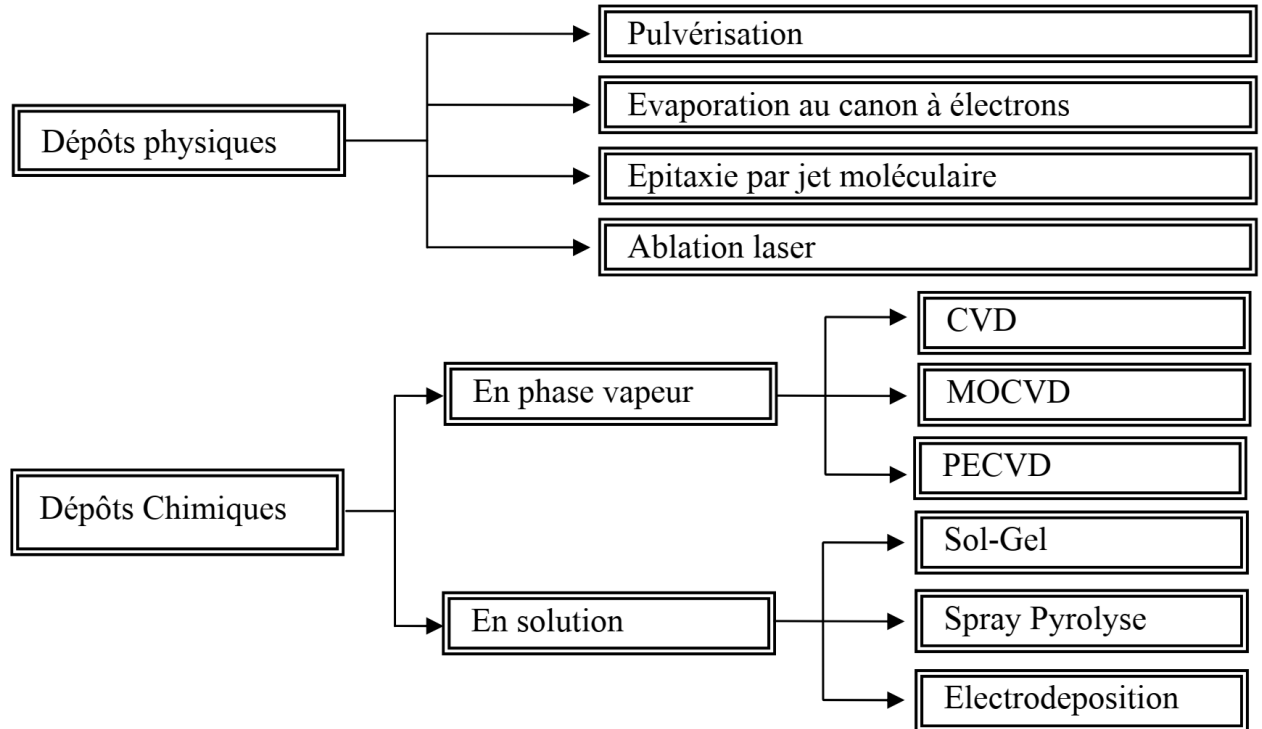 Dépôts physiques
Pulvérisation
Evaporation au canon à électrons
Epitaxie par jet moléculaire
Ablation laser
Dépôts Chimiques
En phase vapeur
CVD
MOCVD
PECVD
En solution
Sol-Gel
Spray Pyrolyse
Electrodeposition